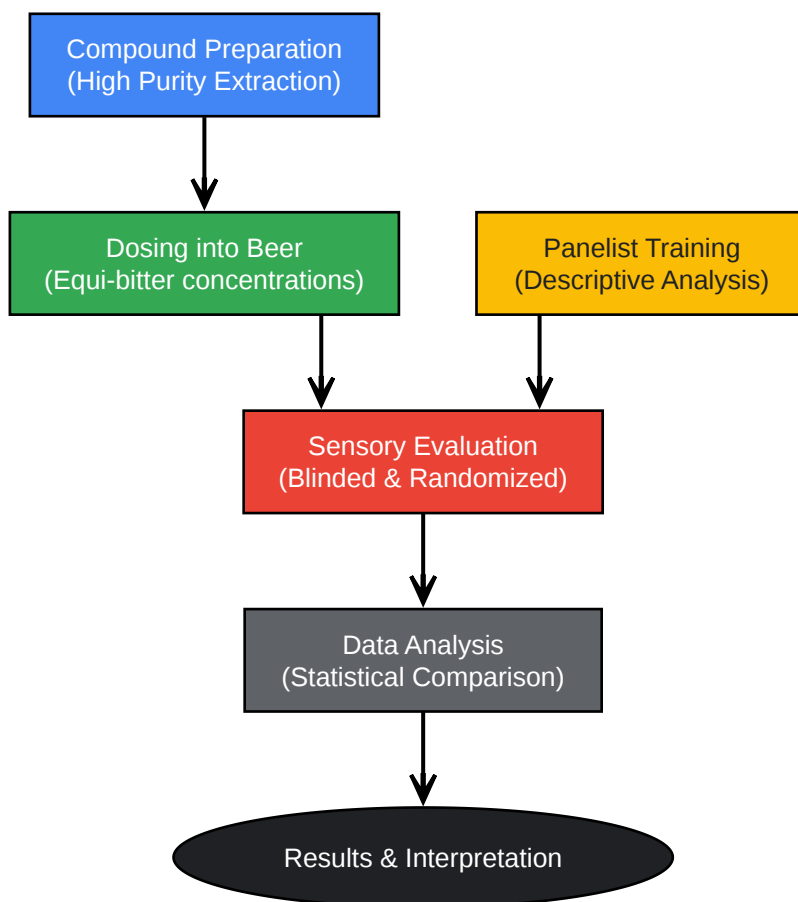 Compound Preparation
(High Purity Extraction)
Dosing into Beer
(Equi-bitter concentrations)
Panelist Training
(Descriptive Analysis)
Sensory Evaluation
(Blinded & Randomized)
Data Analysis
(Statistical Comparison)
Results & Interpretation